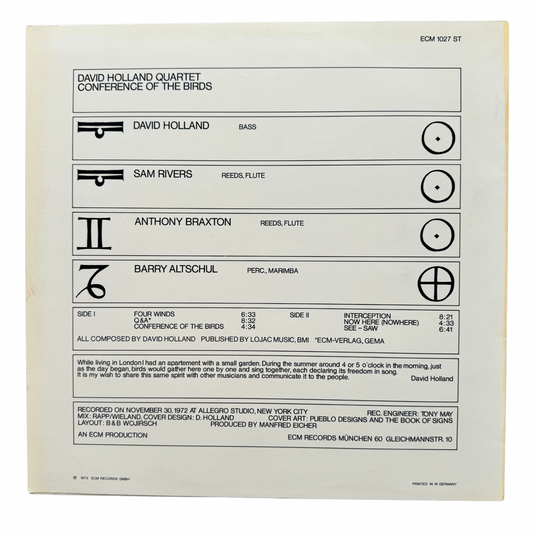 ECM 1027 ST
DAVID HOLLAND QUARTET
CONFERENCE OF THE BIRDS
DAVID HOLLAND BASS
SAM RIVERS REEDS, FLUTE
ANTHONY BRAXTON REEDS, FLUTE
BARRY ALTSCHUL PERC., MARIMBA
SIDE I FOUR WINDS 6:33 SIDE II INTERCEPTION 8:21
Q&A* 8:32 NOW HERE (NOWHERE) 4:33
CONFERENCE OF THE BIRDS 4:34 SEE – SAW 6:41
ALL COMPOSED BY DAVID HOLLAND PUBLISHED BY LOJAC MUSIC, BMI *ECM-VERLAG, GEMA
While living in London I had an apartement with a small garden. During the summer around 4 or 5 o'clock in the morning, just
as the day began, birds would gather here one by one and sing together, each declaring its freedom in song.
It is my wish to share this same spirit with other musicians and communicate it to the people.
David Holland
RECORDED ON NOVEMBER 30, 1972 AT ALLEGRO STUDIO, NEW YORK CITY REC. ENGINEER: TONY MAY
MIX: RAPP/WIELAND, COVER DESIGN: D. HOLLAND COVER ART: PUEBLO DESIGNS AND THE BOOK OF SIGNS
LAYOUT: B & B WOJIRSCH PRODUCED BY MANFRED EICHER
AN ECM PRODUCTION ECM RECORDS MÜNCHEN 60 GLEICHMANNSTR. 10
℗ 1973 ECM RECORDS GMBH PRINTED IN W. GERMANY